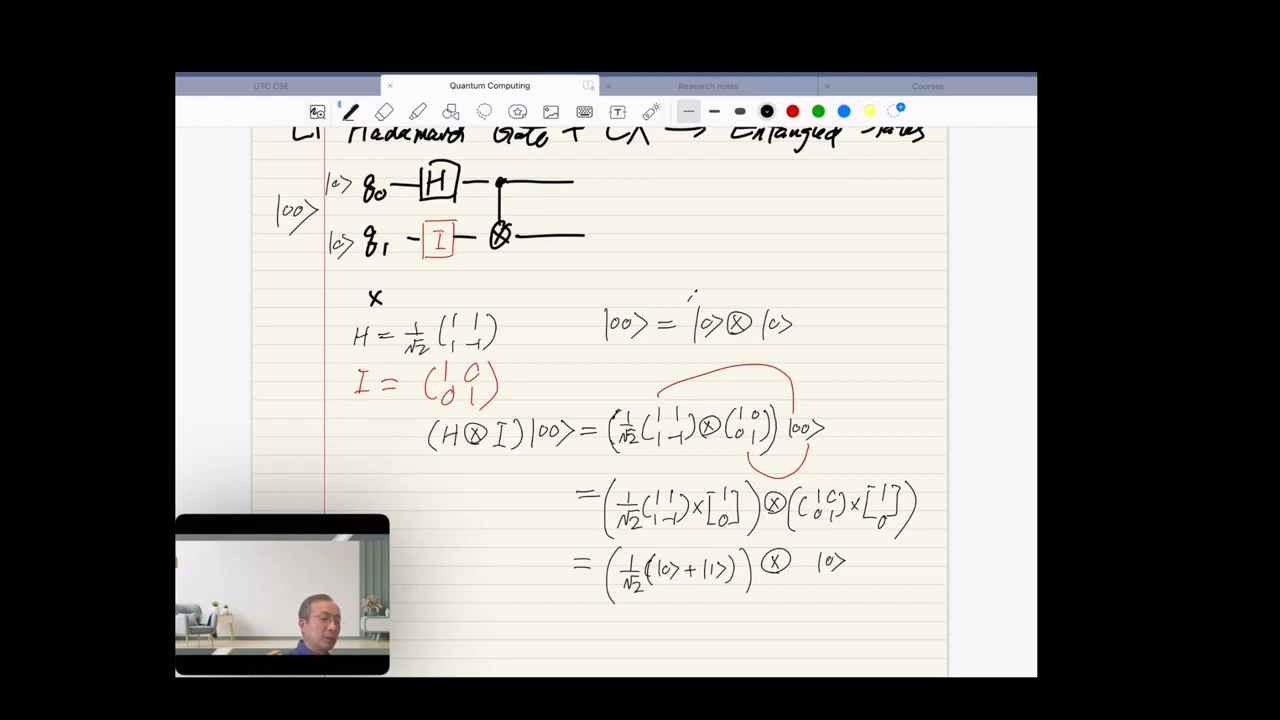 UTC CSE
Quantum Computing
Research notes
Courses
Hadamard Gate + CX → Entangled States
|0> q₀ H
|00>
|0> q₁ I
x
H = 1/√2 (1 1 1 -1)
|00> = |0> ⊗ |0>
I = (1 0 0 1)
(H ⊗ I) |00> = (1/√2 (1 1 1 -1) ⊗ (1 0 0 1)) |00>
= (1/√2 (1 1 1 -1) × [1 0]) ⊗ ((1 0 0 1) × [1 0])
= (1/√2 (|0> + |1>)) ⊗ |0>